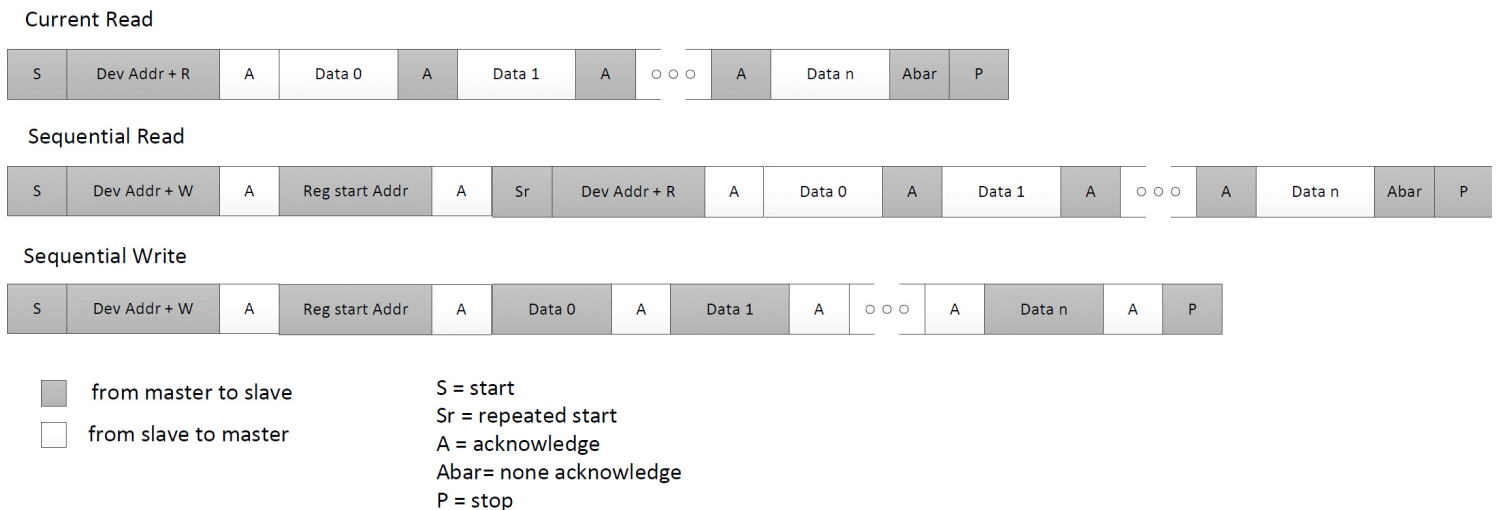 Current Read
S Dev Addr + R A Data 0 A Data 1 A A Data n Abar P
Sequential Read
S Dev Addr + W A Reg start Addr A Sr Dev Addr + R A Data 0 A Data 1 A A Data n Abar P
Sequential Write
S Dev Addr + W A Reg start Addr A Data 0 A Data 1 A A Data n A P
from master to slave
from slave to master
S = start
Sr = repeated start
A = acknowledge
Abar= none acknowledge
P = stop